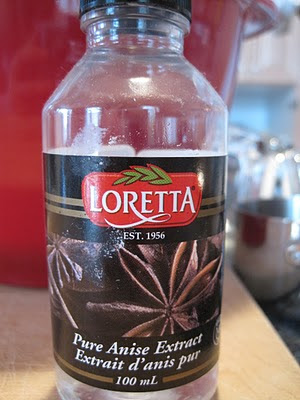 LORETTA
EST. 1956
Pure Anise Extract
Extrait d'anis pur
100 mL